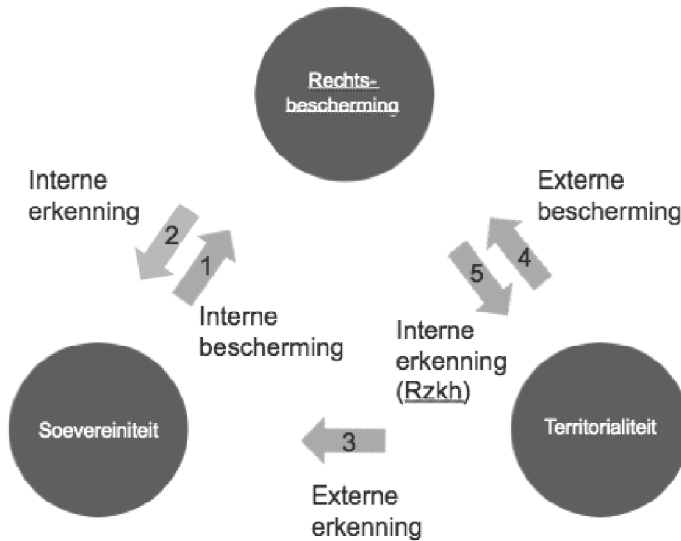 Rechts-
bescherming
Interne
erkenning
Externe
bescherming
2
1
5
4
Interne
bescherming
Interne
erkenning
(Rzkh)
Soevereiniteit
3
Territorialiteit
Externe
erkenning